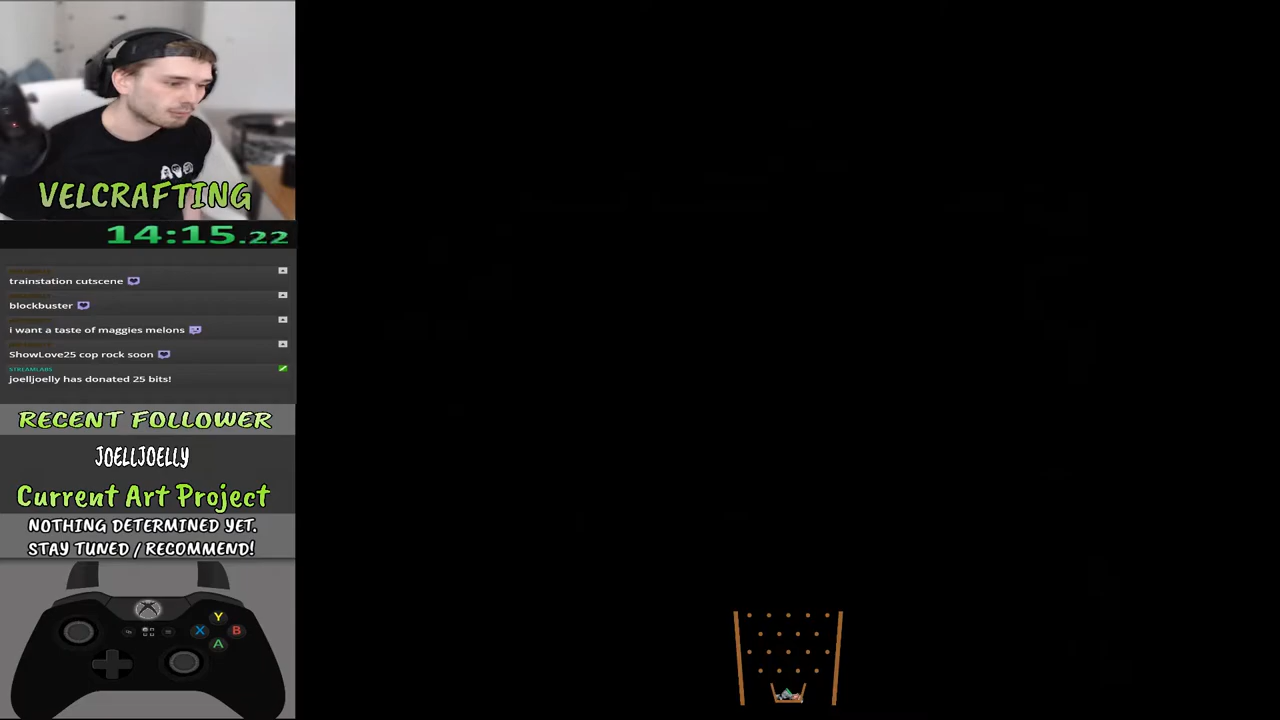 VELCRAFTING
14:15.22
trainstation cutscene
blockbuster
i want a taste of maggies melons
ShowLove25 cop rock soon
STREAMLABS
joelljoelly has donated 25 bits!
RECENT FOLLOWER
JOELLJOELLY
Current Art Project
NOTHING DETERMINED YET.
STAY TUNED / RECOMMEND!
Y
X B
A